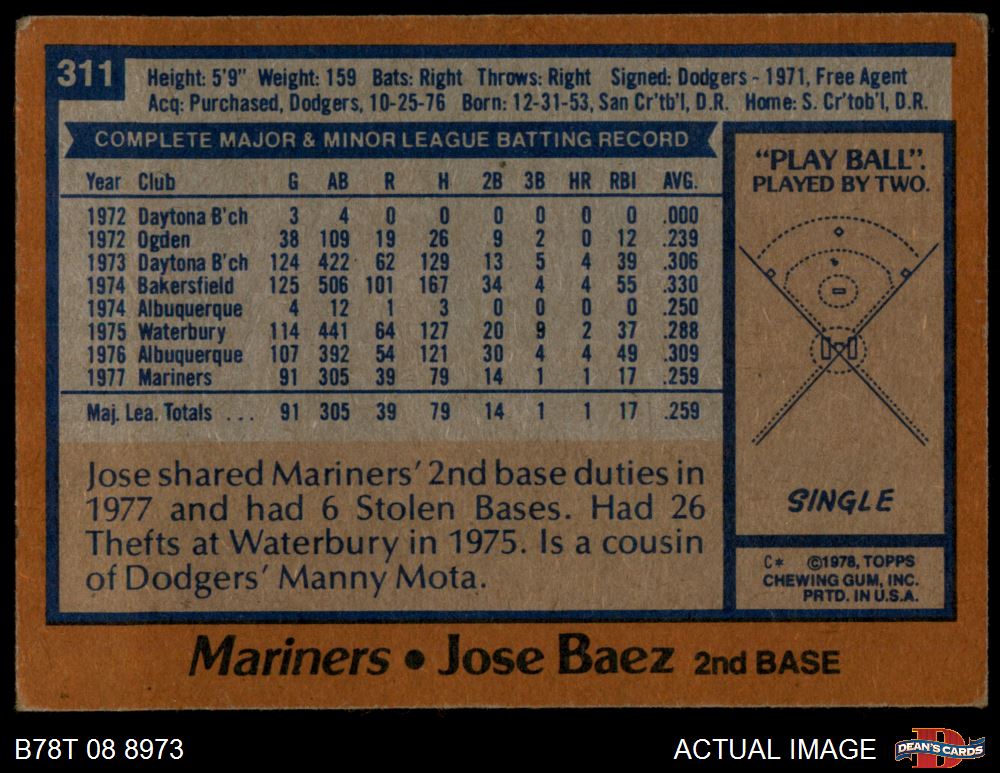 311
Height: 5'9" Weight: 159 Bats: Right Throws: Right Signed: Dodgers - 1971, Free Agent
Acq: Purchased, Dodgers, 10-25-76 Born: 12-31-53, San Cr'tb'l, D.R. Home: S. Cr'tob'l, D.R.
COMPLETE MAJOR & MINOR LEAGUE BATTING RECORD
Year Club G AB R H 2B 3B HR RBI AVG.
1972 Daytona B'ch 3 4 0 0 0 0 0 0 .000
1972 Ogden 38 109 19 26 9 2 0 12 .239
1973 Daytona B'ch 124 422 62 129 13 5 4 39 .306
1974 Bakersfield 125 506 101 167 34 4 4 55 .330
1974 Albuquerque 4 12 1 3 0 0 0 0 .250
1975 Waterbury 114 441 64 127 20 9 2 37 .288
1976 Albuquerque 107 392 54 121 30 4 4 49 .309
1977 Mariners 91 305 39 79 14 1 1 17 .259
Maj. Lea. Totals ... 91 305 39 79 14 1 1 17 .259
Jose shared Mariners' 2nd base duties in
1977 and had 6 Stolen Bases. Had 26
Thefts at Waterbury in 1975. Is a cousin
of Dodgers' Manny Mota.
"PLAY BALL".
PLAYED BY TWO.
SINGLE
C* ©1978, TOPPS
CHEWING GUM, INC.
PRTD. IN U.S.A.
Mariners • Jose Baez 2nd BASE
B78T 08 8973
ACTUAL IMAGE
DEAN'S CARDS